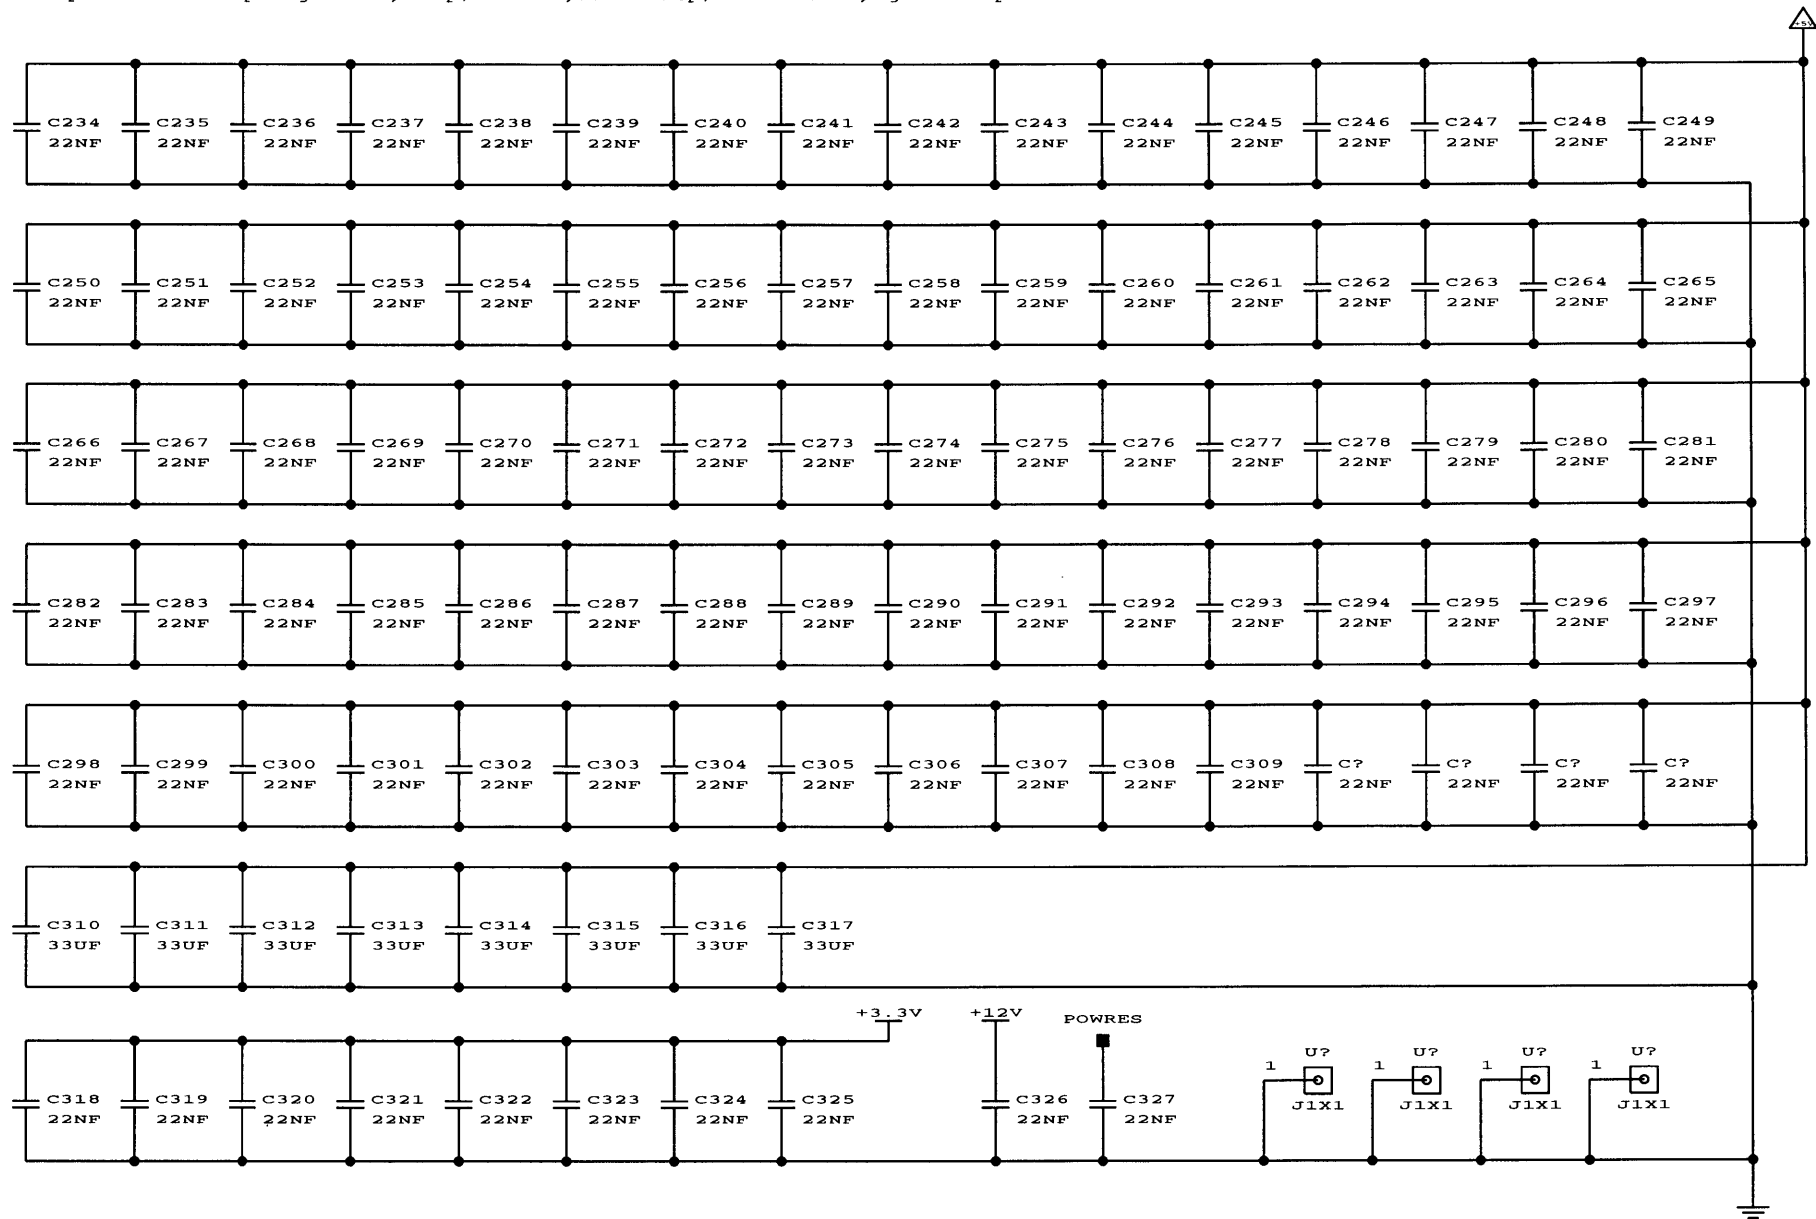 +5V
C234 C235 C236 C237 C238 C239 C240 C241 C242 C243 C244 C245 C246 C247 C248 C249
22NF 22NF 22NF 22NF 22NF 22NF 22NF 22NF 22NF 22NF 22NF 22NF 22NF 22NF 22NF 22NF
C250 C251 C252 C253 C254 C255 C256 C257 C258 C259 C260 C261 C262 C263 C264 C265
22NF 22NF 22NF 22NF 22NF 22NF 22NF 22NF 22NF 22NF 22NF 22NF 22NF 22NF 22NF 22NF
C266 C267 C268 C269 C270 C271 C272 C273 C274 C275 C276 C277 C278 C279 C280 C281
22NF 22NF 22NF 22NF 22NF 22NF 22NF 22NF 22NF 22NF 22NF 22NF 22NF 22NF 22NF 22NF
C282 C283 C284 C285 C286 C287 C288 C289 C290 C291 C292 C293 C294 C295 C296 C297
22NF 22NF 22NF 22NF 22NF 22NF 22NF 22NF 22NF 22NF 22NF 22NF 22NF 22NF 22NF 22NF
C298 C299 C300 C301 C302 C303 C304 C305 C306 C307 C308 C309 C? C? C? C?
22NF 22NF 22NF 22NF 22NF 22NF 22NF 22NF 22NF 22NF 22NF 22NF 22NF 22NF 22NF 22NF
C310 C311 C312 C313 C314 C315 C316 C317
33UF 33UF 33UF 33UF 33UF 33UF 33UF 33UF
+3.3V +12V POWRES
U? U? U? U?
1 1 1 1
C318 C319 C320 C321 C322 C323 C324 C325 C326 C327 J1X1 J1X1 J1X1 J1X1
22NF 22NF 22NF 22NF 22NF 22NF 22NF 22NF 22NF 22NF